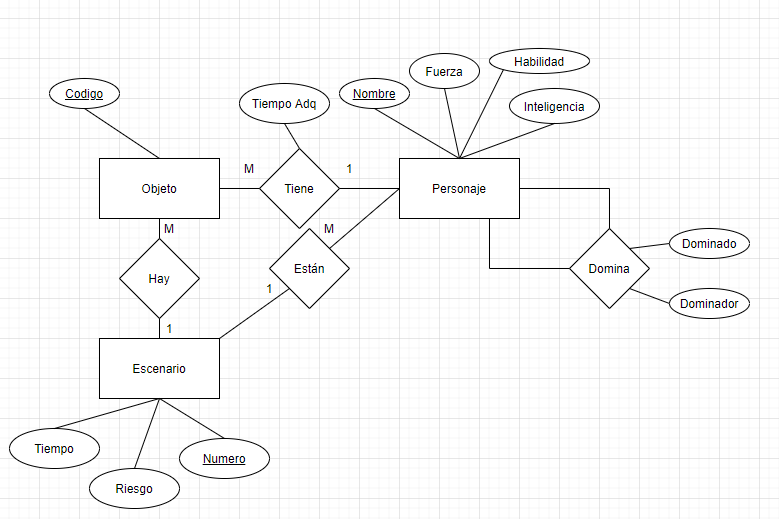 Habilidad
Fuerza
Codigo
Tiempo Adq
Nombre
Inteligencia
M
1
Objeto
Tiene
Personaje
M
M
Dominado
Hay
Están
Domina
1
Dominador
1
Escenario
Tiempo
Numero
Riesgo